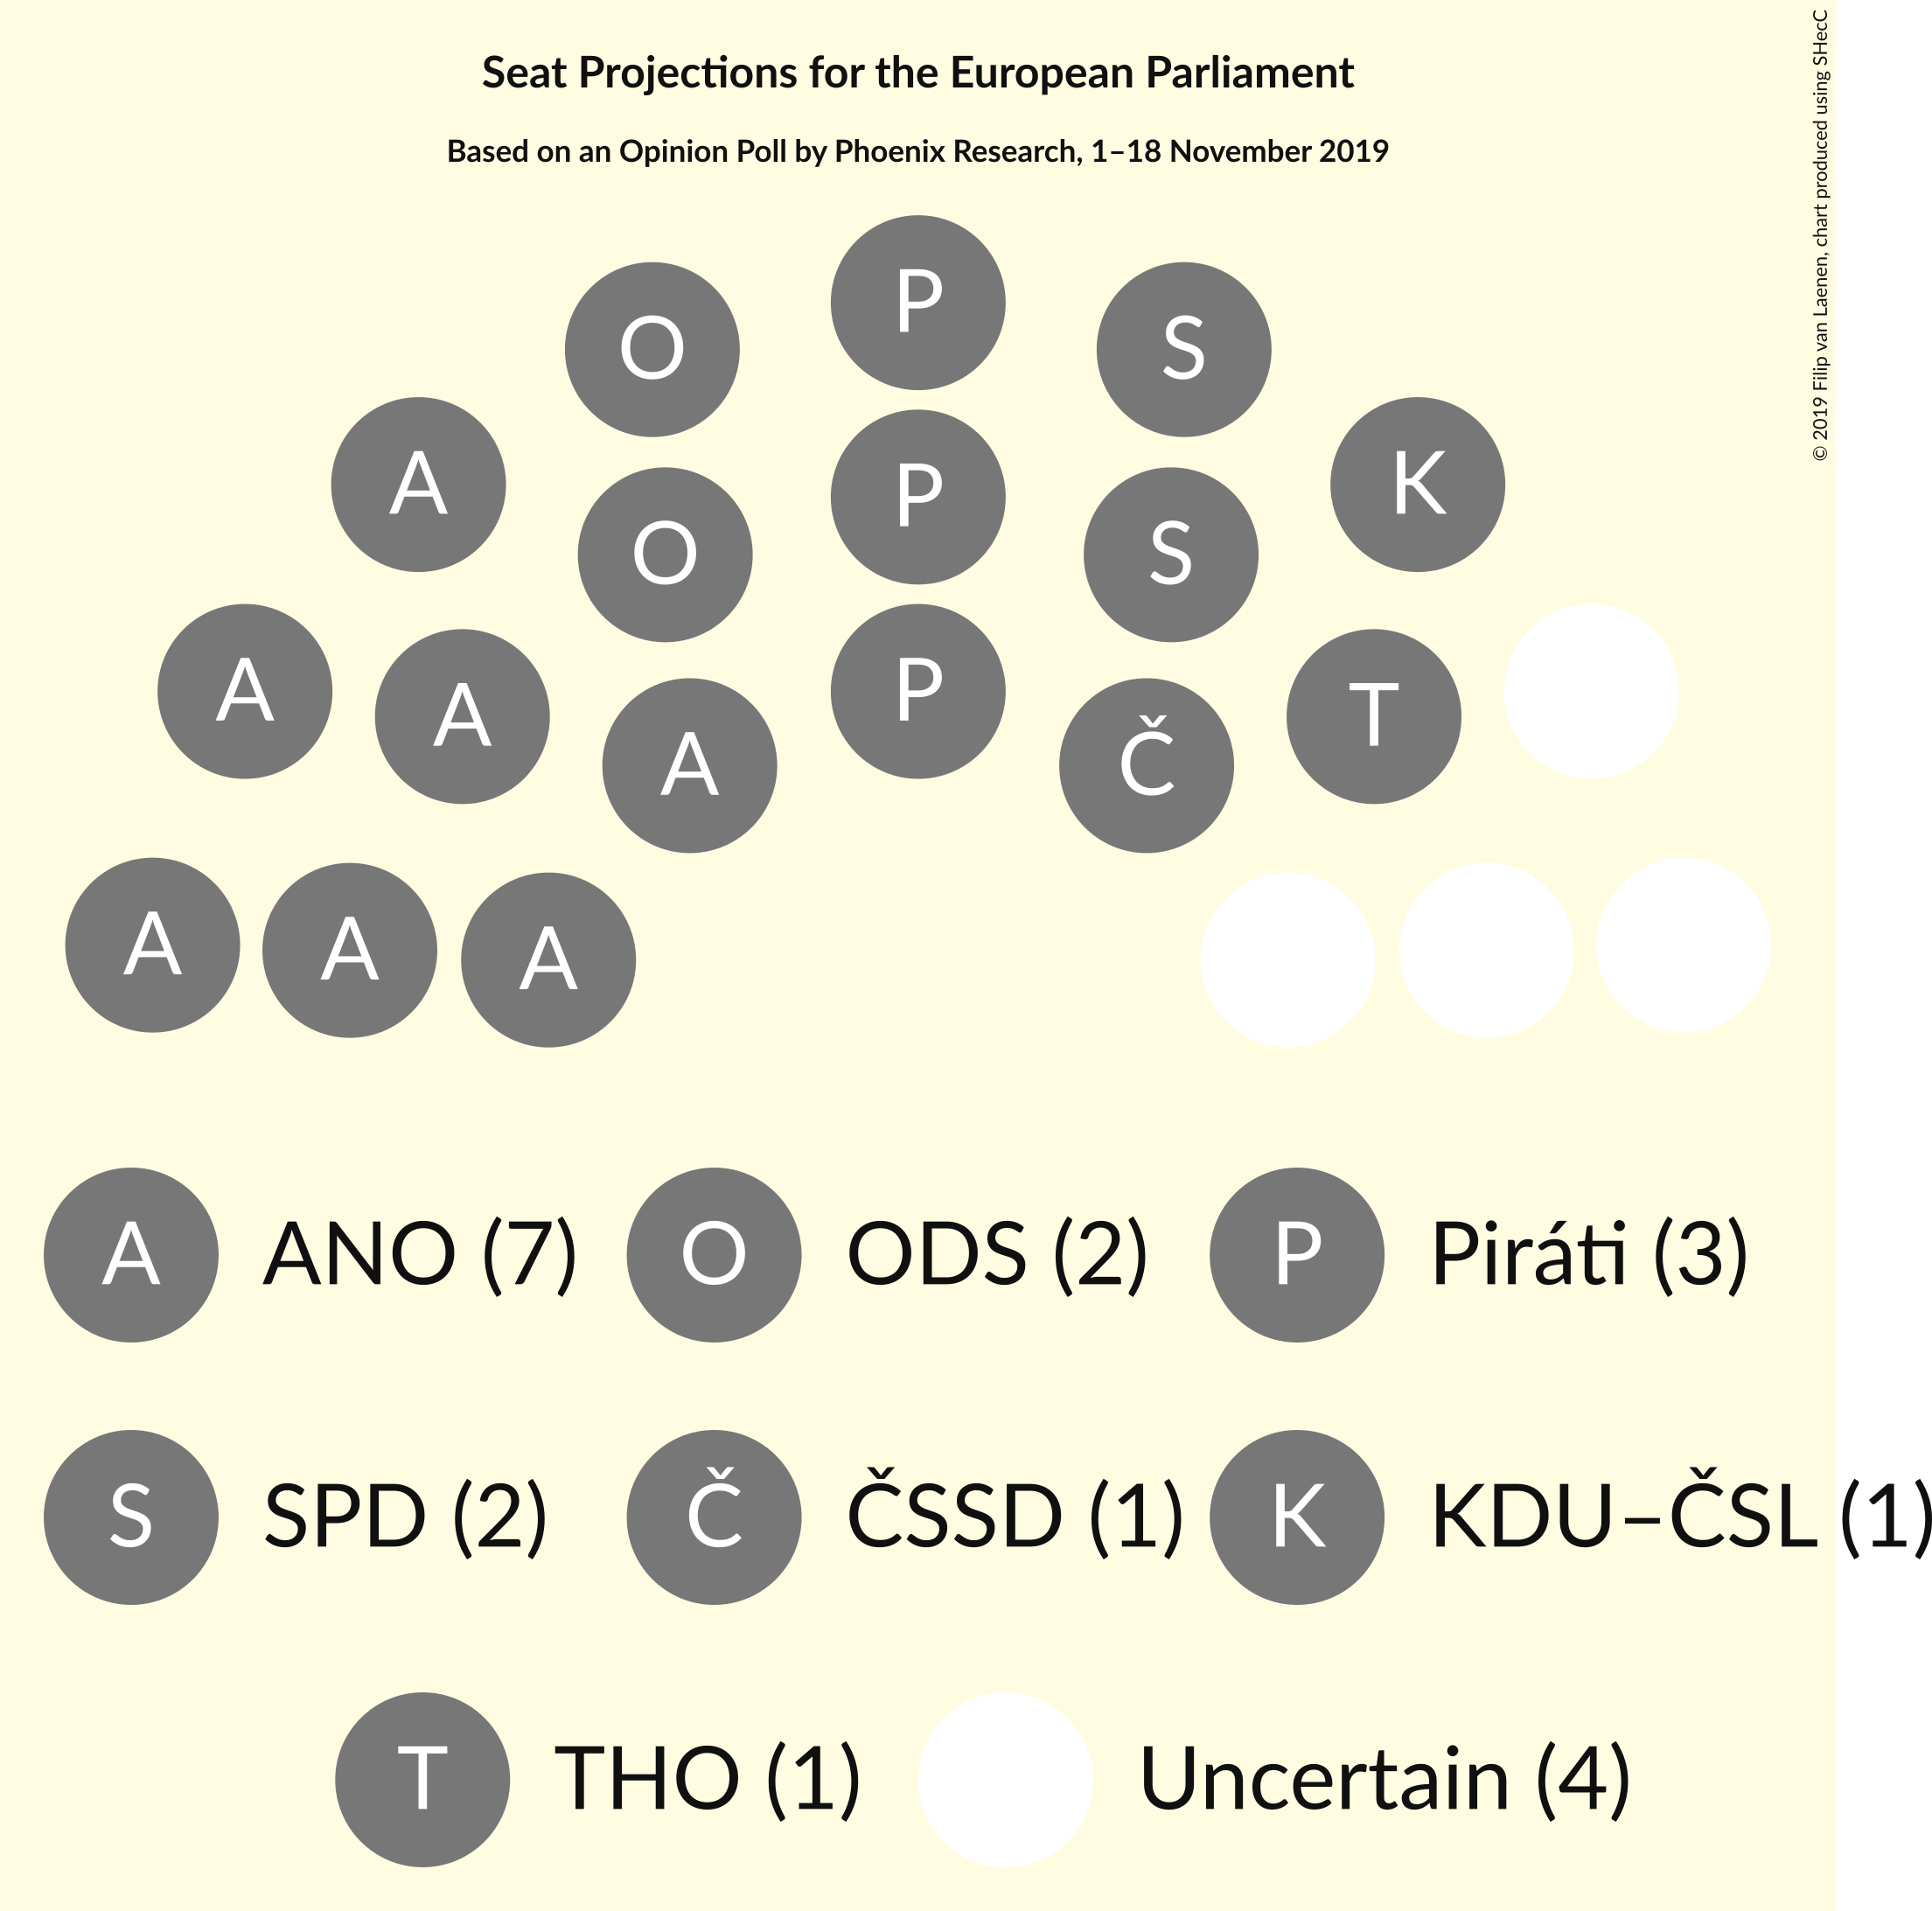 Seat Projections for the European Parliament
Based on an Opinion Poll by Phoenix Research, 1–18 November 2019
© 2019 Filip van Laenen, chart produced using SHecC
P
O S
A K
P
O S
A A P T
A Č
A A A
A ANO (7) O ODS (2) P Piráti (3)
S SPD (2) Č ČSSD (1) K KDU–ČSL (1)
T THO (1) Uncertain (4)